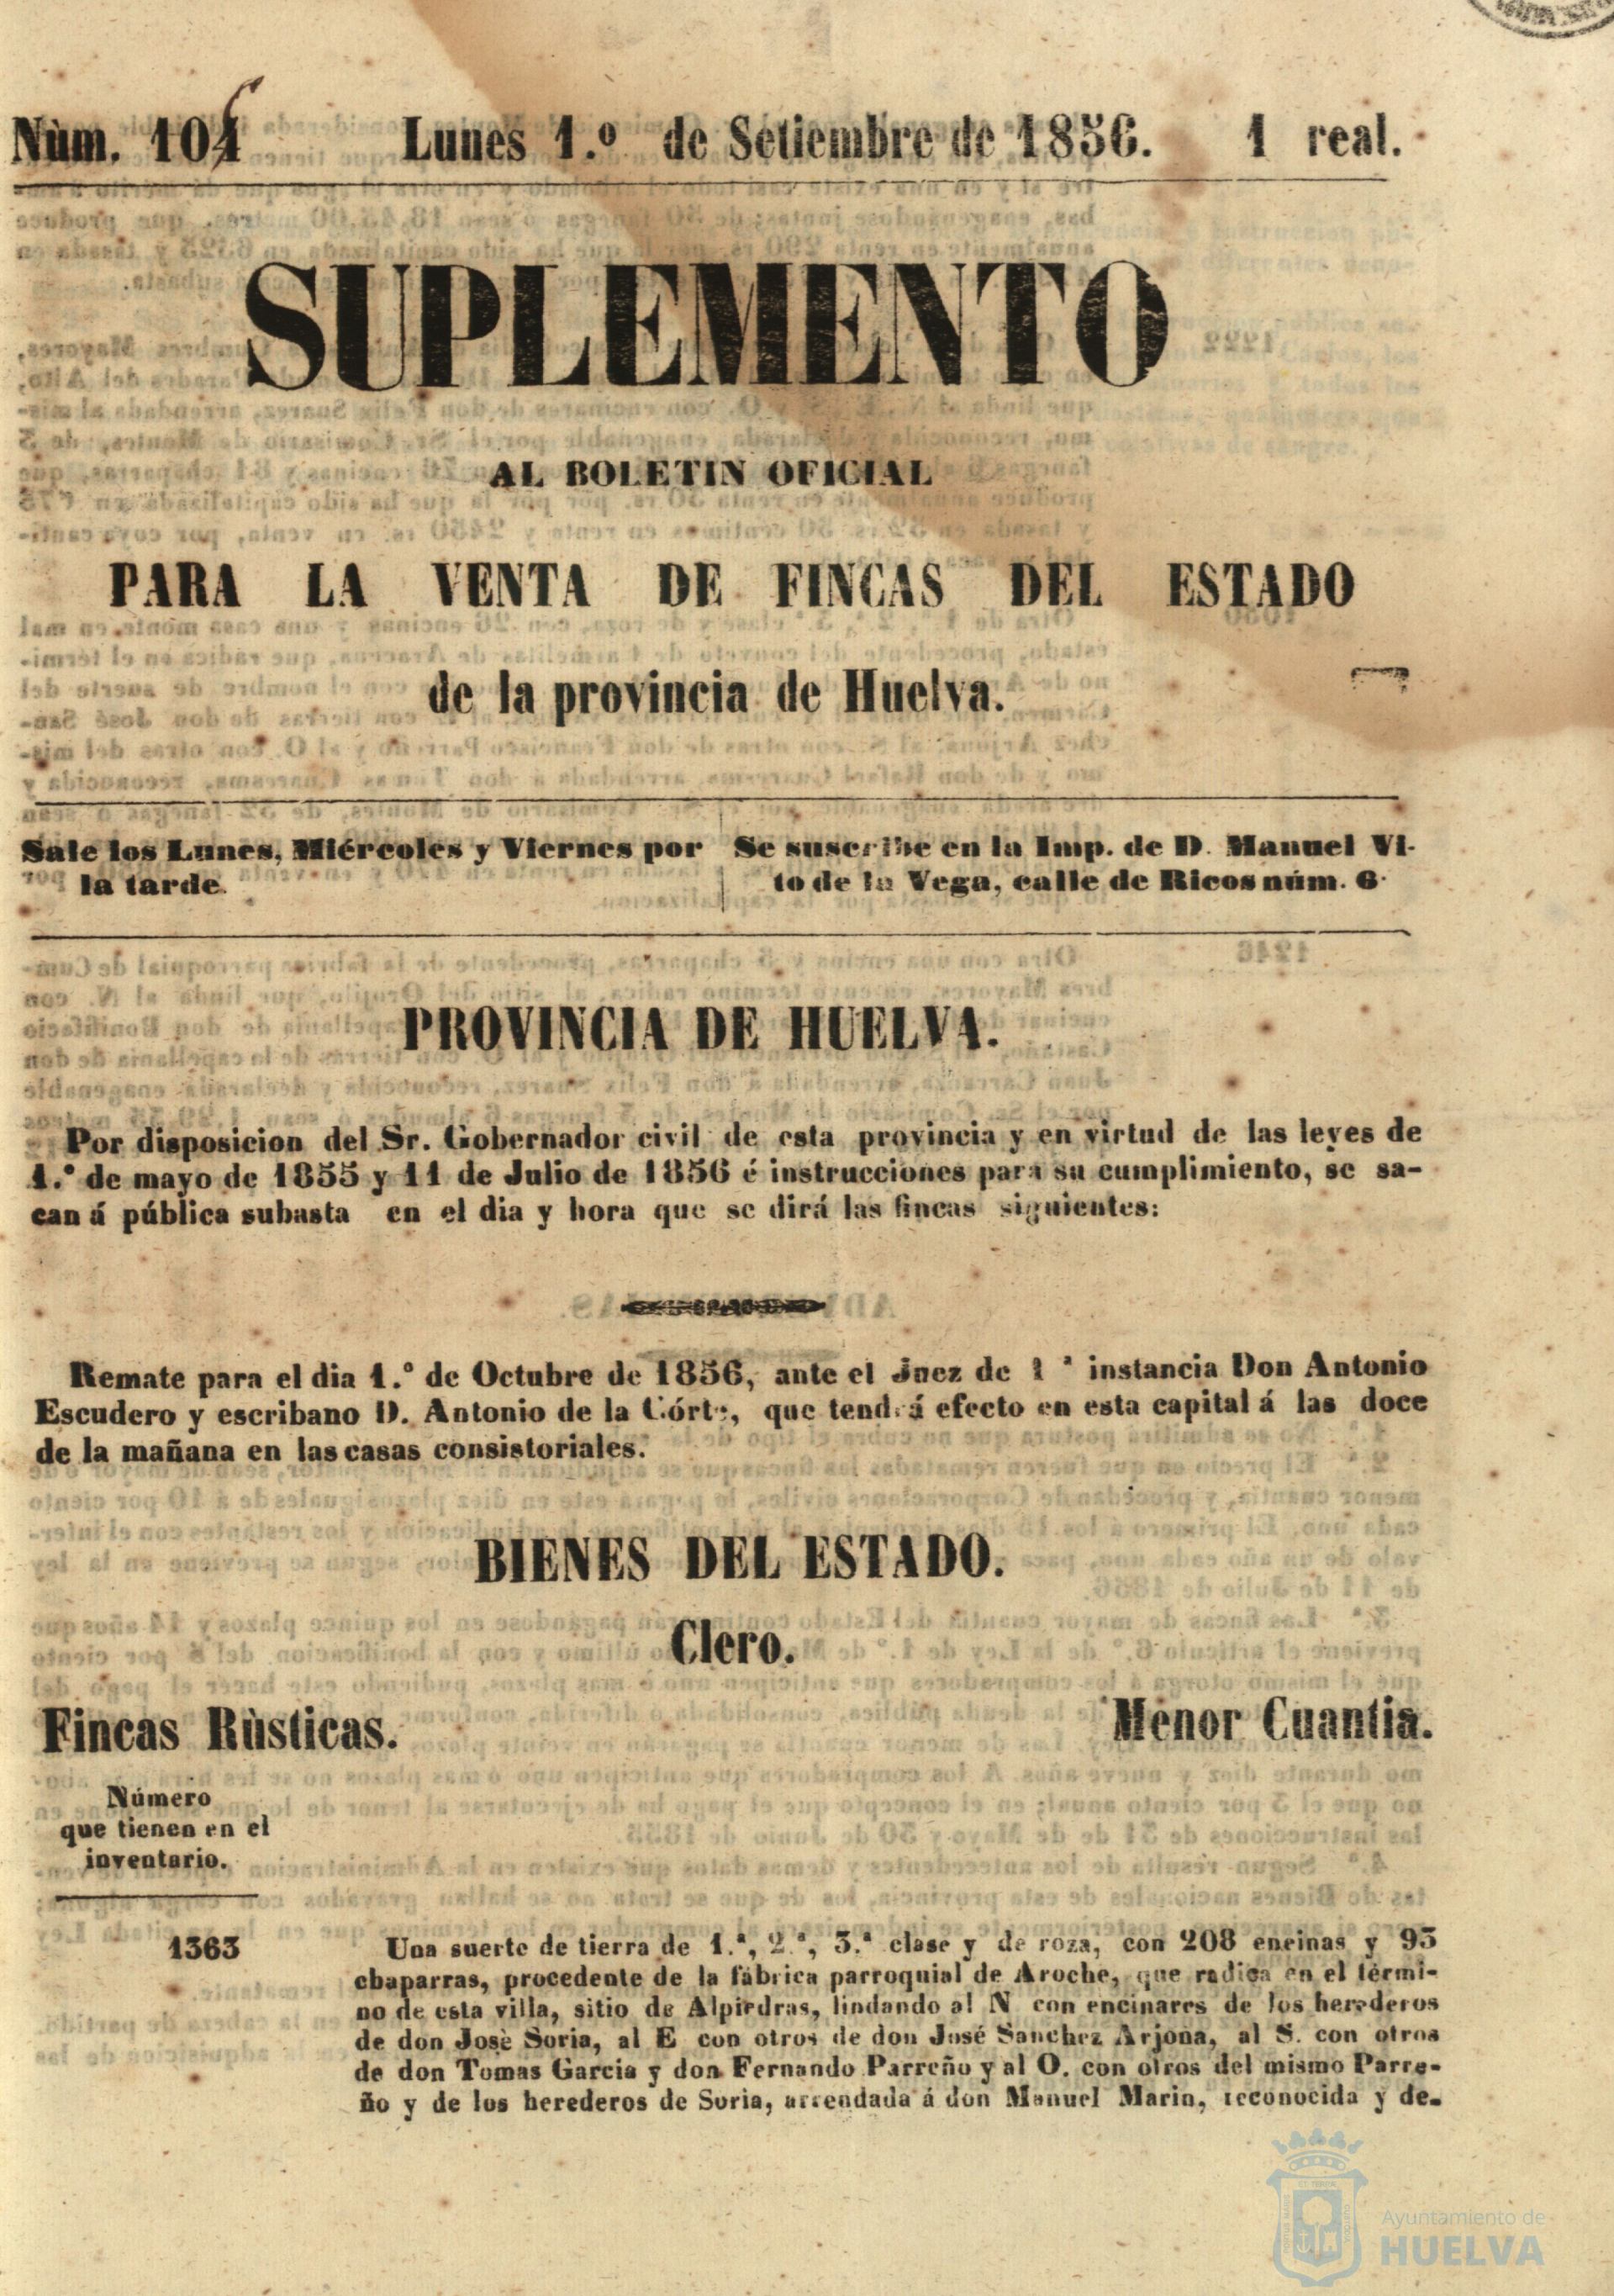 Lunes 1.º de Setiembre de 1856. 1 real.
SUPLEMENTO
AL BOLETIN OFICIAL
PARA LA VENTA DE FINCAS DEL ESTADO
de la provincia de Huelva.
Sale los Lunes, Miércoles y Viernes por
la tarde.
Se suscribe en la Imp. de D. Manuel Vi-
to de la Vega, calle de Ricos núm. 6.
PROVINCIA DE HUELVA.
Por disposicion del Sr. Gobernador civil de esta provincia y en virtud de las leyes de
1.º de mayo de 1855 y 11 de Julio de 1856 é instrucciones para su cumplimiento, se sa-
can á pública subasta en el dia y hora que se dirá las fincas siguientes:
Remate para el dia 1.º de Octubre de 1856, ante el Juez de 1.ª instancia Don Antonio
Escudero y escribano D. Antonio de la Córte, que tendrá efecto en esta capital á las doce
de la mañana en las casas consistoriales.
BIENES DEL ESTADO.
Clero.
Fincas Rùsticas. Menor Cuantia.
Número
que tienen en el
inventario.
1363 Una suerte de tierra de 1.ª, 2.ª, 3.ª clase y de roza, con 208 encinas y 93
chaparras, procedente de la fábrica parroquial de Aroche, que radica en el térmi-
no de esta villa, sitio de Alpiedras, lindando al N con encinares de los herederos
de don Josè Soria, al E con otros de don José Sanchez Arjona, al S. con otros
de don Tomas Garcia y don Fernando Parreño y al O. con otros del mismo Parre-
ño y de los herederos de Soria, arrendada á don Manuel Marin, reconocida y de-
Ayuntamiento de
HUELVA